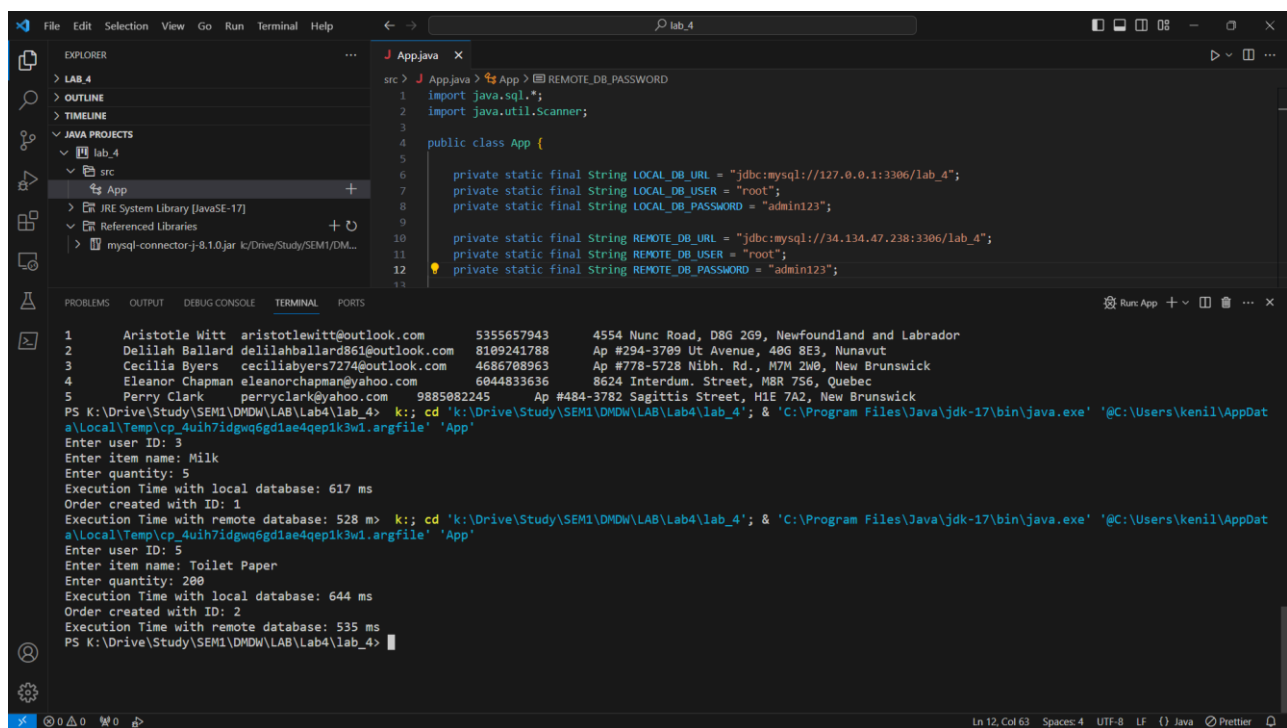 File Edit Selection View Go Run Terminal Help
lab_4
EXPLORER
LAB_4
OUTLINE
TIMELINE
JAVA PROJECTS
lab_4
src
App
JRE System Library [JavaSE-17]
Referenced Libraries
mysql-connector-j-8.1.0.jar k:/Drive/Study/SEM1/DM...
J App.java
src > J App.java > App > REMOTE_DB_PASSWORD
1 import java.sql.*;
2 import java.util.Scanner;
3
4 public class App {
5
6 private static final String LOCAL_DB_URL = "jdbc:mysql://127.0.0.1:3306/lab_4";
7 private static final String LOCAL_DB_USER = "root";
8 private static final String LOCAL_DB_PASSWORD = "admin123";
9
10 private static final String REMOTE_DB_URL = "jdbc:mysql://34.134.47.238:3306/lab_4";
11 private static final String REMOTE_DB_USER = "root";
12 private static final String REMOTE_DB_PASSWORD = "admin123";
13
PROBLEMS OUTPUT DEBUG CONSOLE TERMINAL PORTS
Run: App
1 Aristotle Witt aristotlewitt@outlook.com 5355657943 4554 Nunc Road, D8G 2G9, Newfoundland and Labrador
2 Delilah Ballard delilahballard861@outlook.com 8109241788 Ap #294-3709 Ut Avenue, 40G 8E3, Nunavut
3 Cecilia Byers ceciliabyers7274@outlook.com 4686708963 Ap #778-5728 Nibh. Rd., M7M 2W0, New Brunswick
4 Eleanor Chapman eleanorchapman@yahoo.com 6044833636 8624 Interdum. Street, M8R 7S6, Quebec
5 Perry Clark perryclark@yahoo.com 9885082245 Ap #484-3782 Sagittis Street, H1E 7A2, New Brunswick
PS K:\Drive\Study\SEM1\DMDW\LAB\Lab4\lab_4> k:; cd 'k:\Drive\Study\SEM1\DMDW\LAB\Lab4\lab_4'; & 'C:\Program Files\Java\jdk-17\bin\java.exe' '@C:\Users\kenil\AppDat
a\Local\Temp\cp_4uih7idgwq6gd1ae4qep1k3w1.argfile' 'App'
Enter user ID: 3
Enter item name: Milk
Enter quantity: 5
Execution Time with local database: 617 ms
Order created with ID: 1
Execution Time with remote database: 528 m> k:; cd 'k:\Drive\Study\SEM1\DMDW\LAB\Lab4\lab_4'; & 'C:\Program Files\Java\jdk-17\bin\java.exe' '@C:\Users\kenil\AppDat
a\Local\Temp\cp_4uih7idgwq6gd1ae4qep1k3w1.argfile' 'App'
Enter user ID: 5
Enter item name: Toilet Paper
Enter quantity: 200
Execution Time with local database: 644 ms
Order created with ID: 2
Execution Time with remote database: 535 ms
PS K:\Drive\Study\SEM1\DMDW\LAB\Lab4\lab_4>
0 0 0 Ln 12, Col 63 Spaces: 4 UTF-8 LF {} Java Prettier